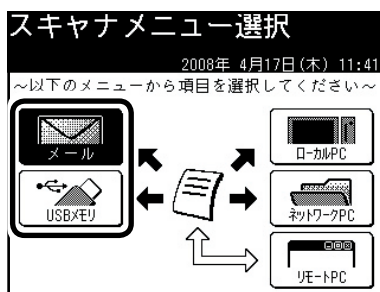 スキャナメニュー選択
2008年 4月17日(木) 11:41
～以下のメニューから項目を選択してください～
メール
ローカルPC
USBメモリ
ネットワークPC
リモートPC